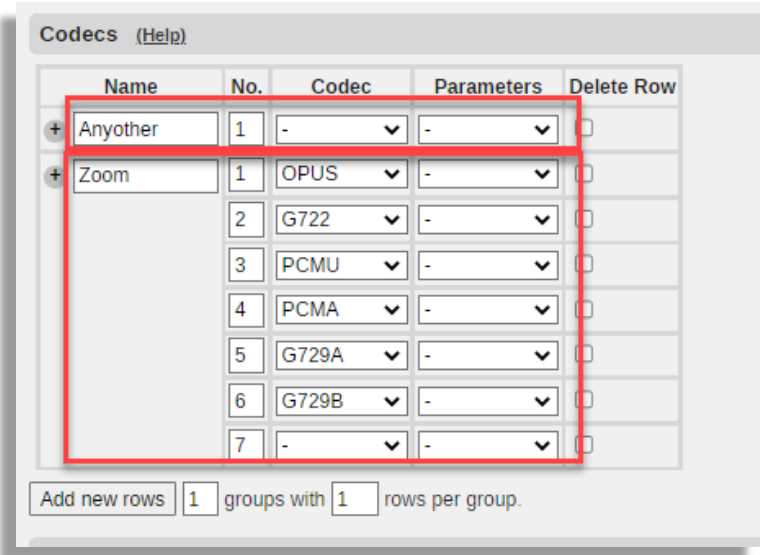 Codecs (Help)
Name No. Codec Parameters Delete Row
+ Anyother 1 - -
+ Zoom 1 OPUS -
2 G722 -
3 PCMU -
4 PCMA -
5 G729A -
6 G729B -
7 - -
Add new rows 1 groups with 1 rows per group.